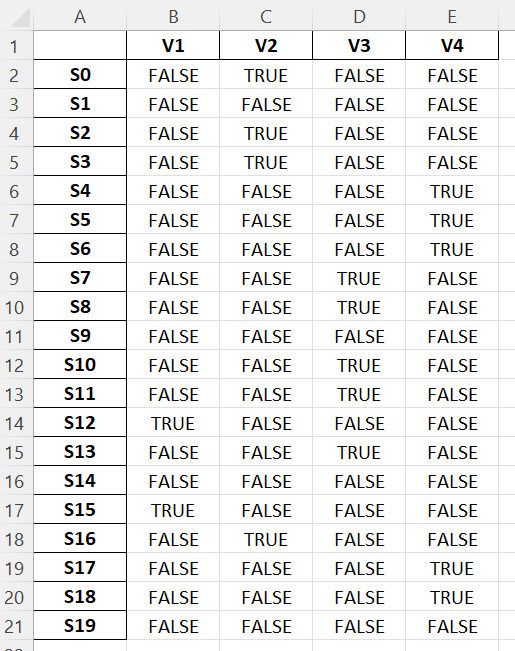 A B C D E
1 V1 V2 V3 V4
2 S0 FALSE TRUE FALSE FALSE
3 S1 FALSE FALSE FALSE FALSE
4 S2 FALSE TRUE FALSE FALSE
5 S3 FALSE TRUE FALSE FALSE
6 S4 FALSE FALSE FALSE TRUE
7 S5 FALSE FALSE FALSE TRUE
8 S6 FALSE FALSE FALSE TRUE
9 S7 FALSE FALSE TRUE FALSE
10 S8 FALSE FALSE TRUE FALSE
11 S9 FALSE FALSE FALSE FALSE
12 S10 FALSE FALSE TRUE FALSE
13 S11 FALSE FALSE TRUE FALSE
14 S12 TRUE FALSE FALSE FALSE
15 S13 FALSE FALSE TRUE FALSE
16 S14 FALSE FALSE FALSE FALSE
17 S15 TRUE FALSE FALSE FALSE
18 S16 FALSE TRUE FALSE FALSE
19 S17 FALSE FALSE FALSE TRUE
20 S18 FALSE FALSE FALSE TRUE
21 S19 FALSE FALSE FALSE FALSE